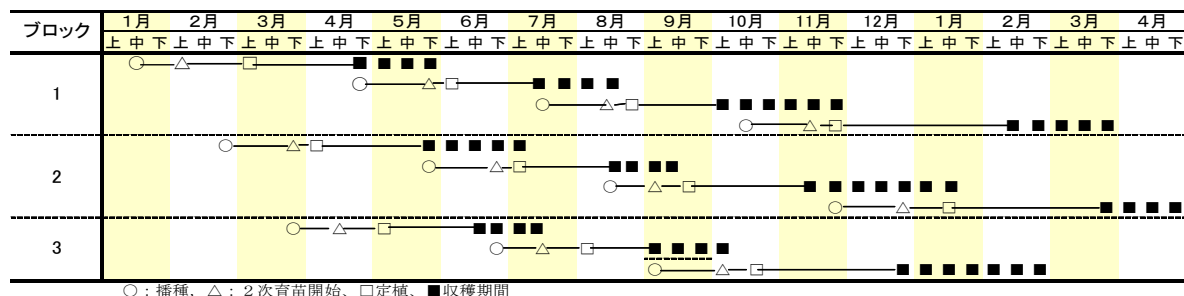 ブロック 1月 2月 3月 4月 5月 6月 7月 8月 9月 10月 11月 12月 1月 2月 3月 4月
上 中 下 上 中 下 上 中 下 上 中 下 上 中 下 上 中 下 上 中 下 上 中 下 上 中 下 上 中 下 上 中 下 上 中 下 上 中 下 上 中 下 上 中 下 上 中 下
1
2
3
○：播種，△：２次育苗開始、□定植、■収穫期間